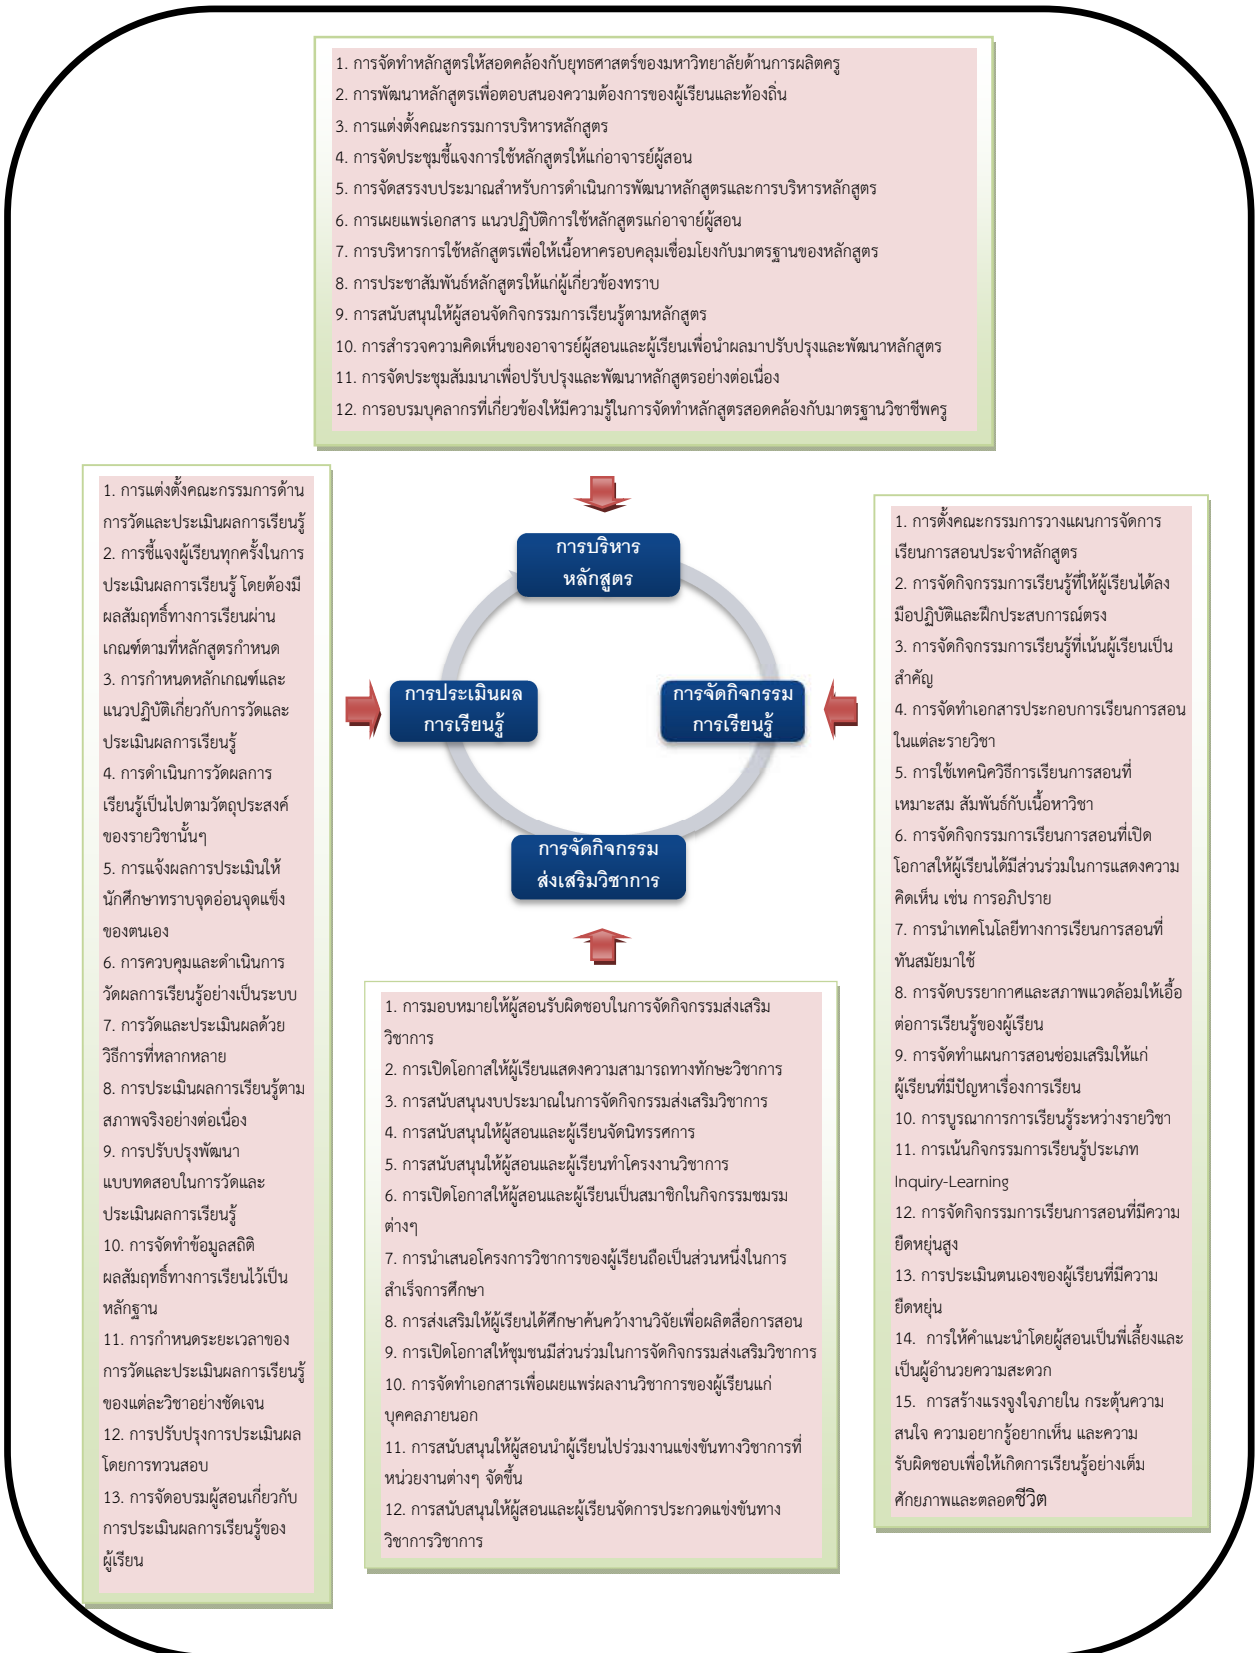 1. การจัดทำหลักสูตรให้สอดคล้องกับยุทธศาสตร์ของมหาวิทยาลัยด้านการผลิตครู
2. การพัฒนาหลักสูตรเพื่อตอบสนองความต้องการของผู้เรียนและท้องถิ่น
3. การแต่งตั้งคณะกรรมการบริหารหลักสูตร
4. การจัดประชุมชี้แจงการใช้หลักสูตรให้แก่อาจารย์ผู้สอน
5. การจัดสรรงบประมาณสำหรับการดำเนินการพัฒนาหลักสูตรและการบริหารหลักสูตร
6. การเผยแพร่เอกสาร แนวปฏิบัติการใช้หลักสูตรแก่อาจาย์ผู้สอน
7. การบริหารการใช้หลักสูตรเพื่อให้เนื้อหาครอบคลุมเชื่อมโยงกับมาตรฐานของหลักสูตร
8. การประชาสัมพันธ์หลักสูตรให้แก่ผู้เกี่ยวข้องทราบ
9. การสนับสนุนให้ผู้สอนจัดกิจกรรมการเรียนรู้ตามหลักสูตร
10. การสำรวจความคิดเห็นของอาจารย์ผู้สอนและผู้เรียนเพื่อนำผลมาปรับปรุงและพัฒนาหลักสูตร
11. การจัดประชุมสัมมนาเพื่อปรับปรุงและพัฒนาหลักสูตรอย่างต่อเนื่อง
12. การอบรมบุคลากรที่เกี่ยวข้องให้มีความรู้ในการจัดทำหลักสูตรสอดคล้องกับมาตรฐานวิชาชีพครู
1. การแต่งตั้งคณะกรรมการด้าน
การวัดและประเมินผลการเรียนรู้
2. การชี้แจงผู้เรียนทุกครั้งในการ
ประเมินผลการเรียนรู้ โดยต้องมี
ผลสัมฤทธิ์ทางการเรียนผ่าน
เกณฑ์ตามที่หลักสูตรกำหนด
3. การกำหนดหลักเกณฑ์และ
แนวปฏิบัติเกี่ยวกับการวัดและ
ประเมินผลการเรียนรู้
4. การดำเนินการวัดผลการ
เรียนรู้เป็นไปตามวัตถุประสงค์
ของรายวิชานั้นๆ
5. การแจ้งผลการประเมินให้
นักศึกษาทราบจุดอ่อนจุดแข็ง
ของตนเอง
6. การควบคุมและดำเนินการ
วัดผลการเรียนรู้อย่างเป็นระบบ
7. การวัดและประเมินผลด้วย
วิธีการที่หลากหลาย
8. การประเมินผลการเรียนรู้ตาม
สภาพจริงอย่างต่อเนื่อง
9. การปรับปรุงพัฒนา
แบบทดสอบในการวัดและ
ประเมินผลการเรียนรู้
10. การจัดทำข้อมูลสถิติ
ผลสัมฤทธิ์ทางการเรียนไว้เป็น
หลักฐาน
11. การกำหนดระยะเวลาของ
การวัดและประเมินผลการเรียนรู้
ของแต่ละวิชาอย่างชัดเจน
12. การปรับปรุงการประเมินผล
โดยการทวนสอบ
13. การจัดอบรมผู้สอนเกี่ยวกับ
การประเมินผลการเรียนรู้ของ
ผู้เรียน
การบริหาร
หลักสูตร
การประเมินผล
การเรียนรู้
การจัดกิจกรรม
การเรียนรู้
การจัดกิจกรรม
ส่งเสริมวิชาการ
1. การมอบหมายให้ผู้สอนรับผิดชอบในการจัดกิจกรรมส่งเสริม
วิชาการ
2. การเปิดโอกาสให้ผู้เรียนแสดงความสามารถทางทักษะวิชาการ
3. การสนับสนุนงบประมาณในการจัดกิจกรรมส่งเสริมวิชาการ
4. การสนับสนุนให้ผู้สอนและผู้เรียนจัดนิทรรศการ
5. การสนับสนุนให้ผู้สอนและผู้เรียนทำโครงงานวิชาการ
6. การเปิดโอกาสให้ผู้สอนและผู้เรียนเป็นสมาชิกในกิจกรรมชมรม
ต่างๆ
7. การนำเสนอโครงการวิชาการของผู้เรียนถือเป็นส่วนหนึ่งในการ
สำเร็จการศึกษา
8. การส่งเสริมให้ผู้เรียนได้ศึกษาค้นคว้างานวิจัยเพื่อผลิตสื่อการสอน
9. การเปิดโอกาสให้ชุมชนมีส่วนร่วมในการจัดกิจกรรมส่งเสริมวิชาการ
10. การจัดทำเอกสารเพื่อเผยแพร่ผลงานวิชาการของผู้เรียนแก่
บุคคลภายนอก
11. การสนับสนุนให้ผู้สอนนำผู้เรียนไปร่วมงานแข่งขันทางวิชาการที่
หน่วยงานต่างๆ จัดขึ้น
12. การสนับสนุนให้ผู้สอนและผู้เรียนจัดการประกวดแข่งขันทาง
วิชาการวิชาการ
1. การตั้งคณะกรรมการวางแผนการจัดการ
เรียนการสอนประจำหลักสูตร
2. การจัดกิจกรรมการเรียนรู้ที่ให้ผู้เรียนได้ลง
มือปฏิบัติและฝึกประสบการณ์ตรง
3. การจัดกิจกรรมการเรียนรู้ที่เน้นผู้เรียนเป็น
สำคัญ
4. การจัดทำเอกสารประกอบการเรียนการสอน
ในแต่ละรายวิชา
5. การใช้เทคนิควิธีการเรียนการสอนที่
เหมาะสม สัมพันธ์กับเนื้อหาวิชา
6. การจัดกิจกรรมการเรียนการสอนที่เปิด
โอกาสให้ผู้เรียนได้มีส่วนร่วมในการแสดงความ
คิดเห็น เช่น การอภิปราย
7. การนำเทคโนโลยีทางการเรียนการสอนที่
ทันสมัยมาใช้
8. การจัดบรรยากาศและสภาพแวดล้อมให้เอื้อ
ต่อการเรียนรู้ของผู้เรียน
9. การจัดทำแผนการสอนซ่อมเสริมให้แก่
ผู้เรียนที่มีปัญหาเรื่องการเรียน
10. การบูรณาการการเรียนรู้ระหว่างรายวิชา
11. การเน้นกิจกรรมการเรียนรู้ประเภท
Inquiry-Learning
12. การจัดกิจกรรมการเรียนการสอนที่มีความ
ยืดหยุ่นสูง
13. การประเมินตนเองของผู้เรียนที่มีความ
ยืดหยุ่น
14. การให้คำแนะนำโดยผู้สอนเป็นพี่เลี้ยงและ
เป็นผู้อำนวยความสะดวก
15. การสร้างแรงจูงใจภายใน กระตุ้นความ
สนใจ ความอยากรู้อยากเห็น และความ
รับผิดชอบเพื่อให้เกิดการเรียนรู้อย่างเต็ม
ศักยภาพและตลอดชีวิต